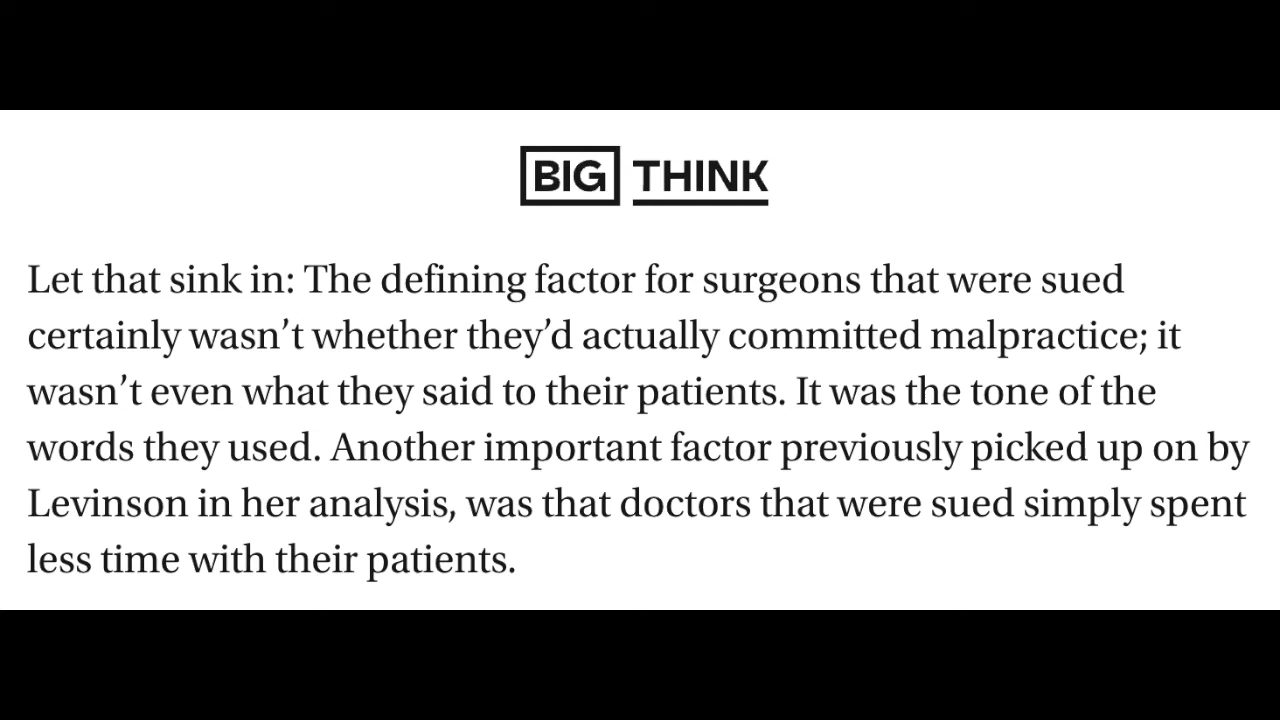 BIG THINK
Let that sink in: The defining factor for surgeons that were sued
certainly wasn’t whether they’d actually committed malpractice; it
wasn’t even what they said to their patients. It was the tone of the
words they used. Another important factor previously picked up on by
Levinson in her analysis, was that doctors that were sued simply spent
less time with their patients.